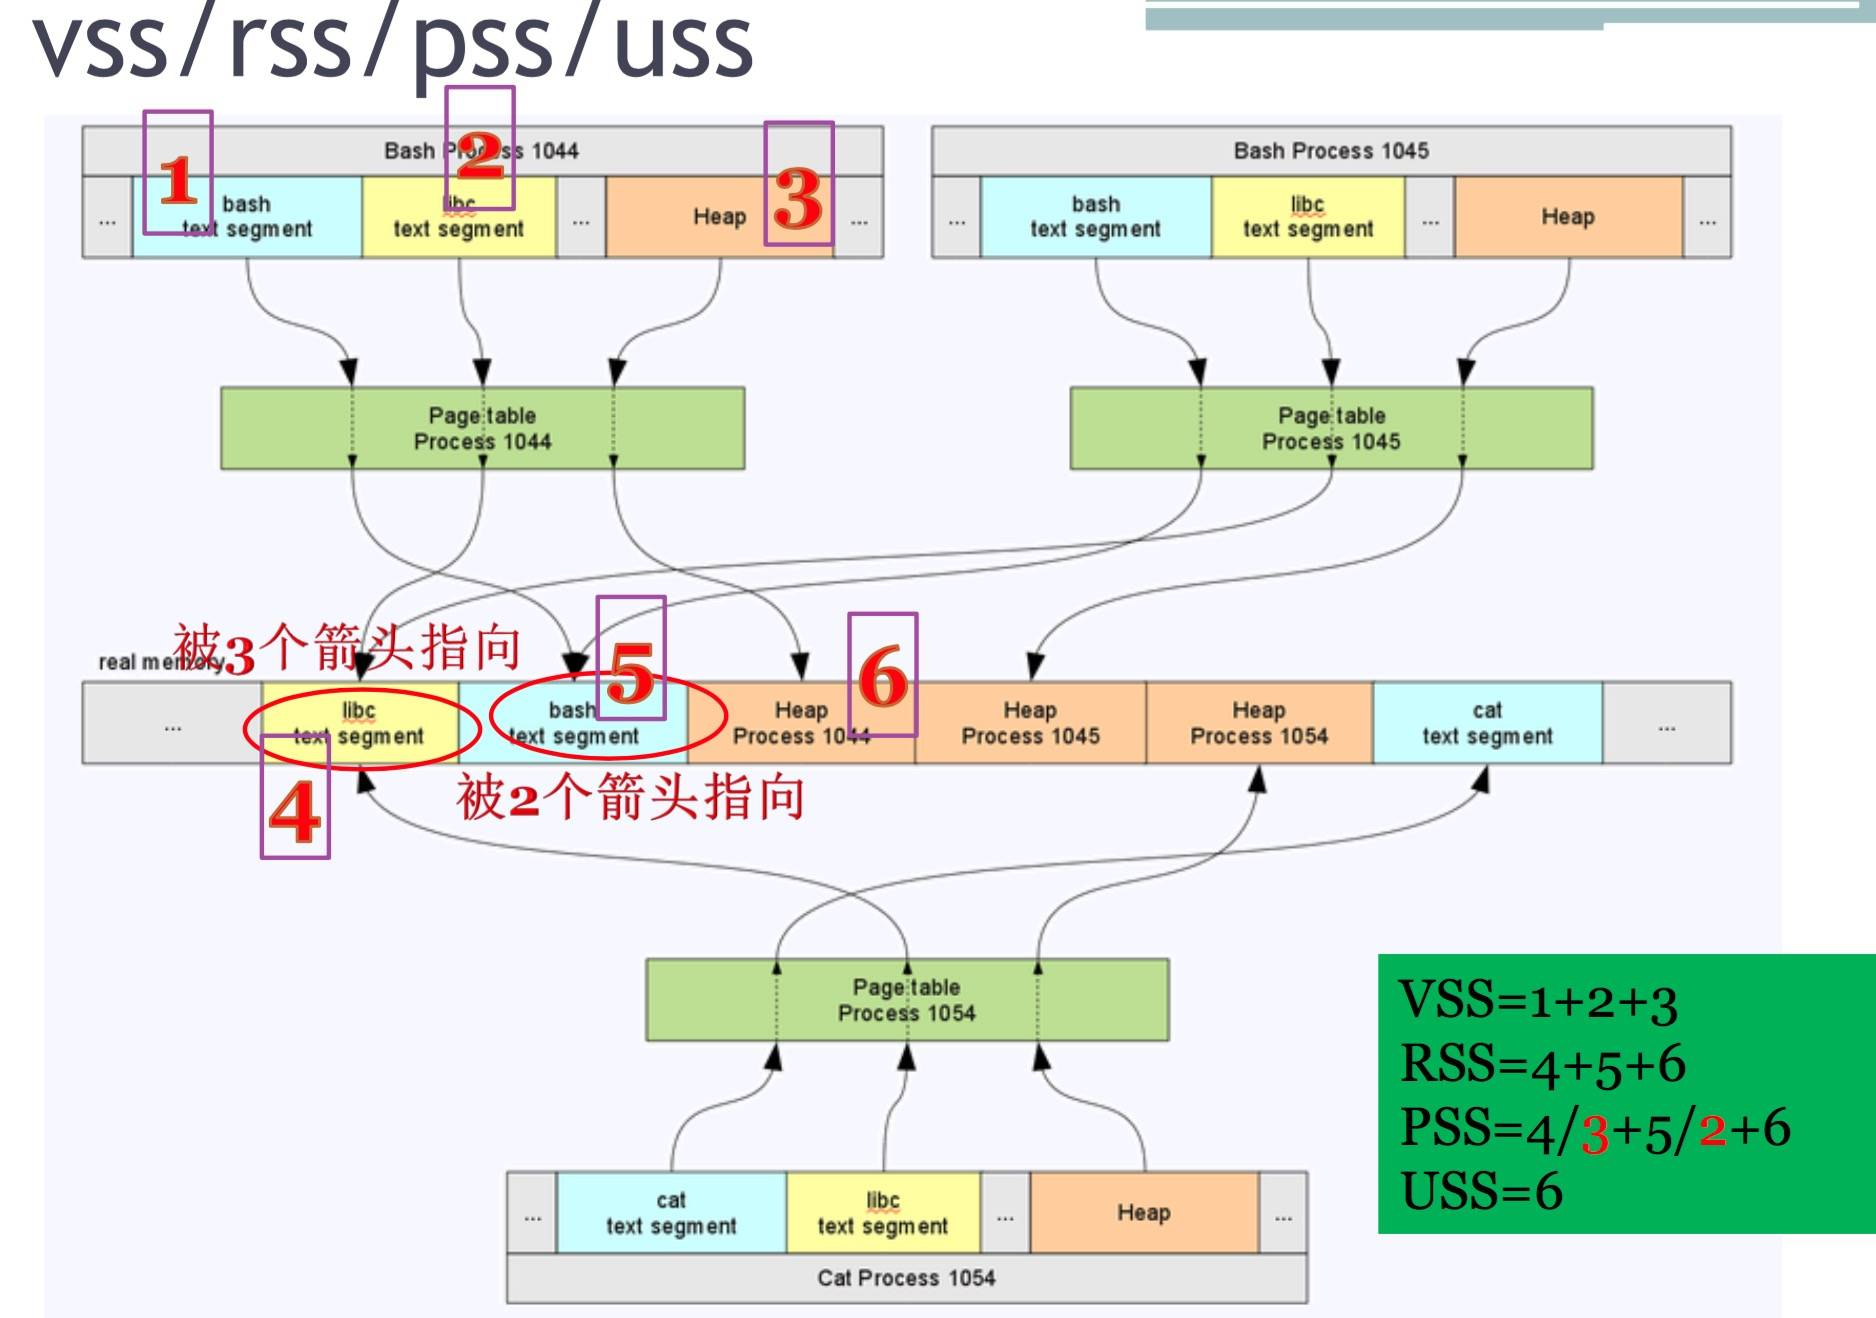 vss/rss/pss/uss
1
2
3
Bash Process 1044
... bash text segment libc text segment ... Heap ...
Bash Process 1045
... bash text segment libc text segment ... Heap ...
Page table
Process 1044
Page table
Process 1045
被3个箭头指向
real memory
5
6
... libc text segment bash text segment Heap Process 1044 Heap Process 1045 Heap Process 1054 cat text segment ...
4
被2个箭头指向
Page table
Process 1054
... cat text segment libc text segment ... Heap ...
Cat Process 1054
VSS=1+2+3
RSS=4+5+6
PSS=4/3+5/2+6
USS=6